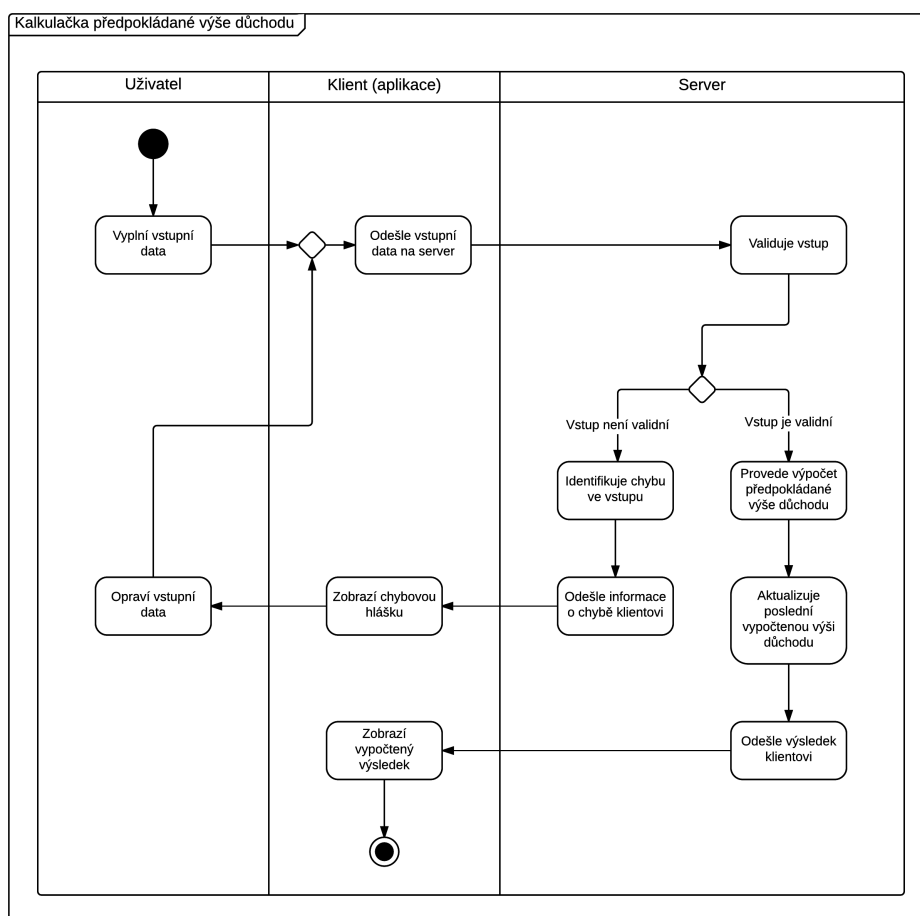 Kalkulačka předpokládané výše důchodu
Uživatel
Klient (aplikace)
Server
Vyplní vstupní
data
Odešle vstupní
data na server
Validuje vstup
Vstup není validní
Vstup je validní
Identifikuje chybu
ve vstupu
Provede výpočet
předpokládané
výše důchodu
Opraví vstupní
data
Zobrazí chybovou
hlášku
Odešle informace
o chybě klientovi
Aktualizuje
poslední
vypočtenou výši
důchodu
Zobrazí
vypočtený
výsledek
Odešle výsledek
klientovi